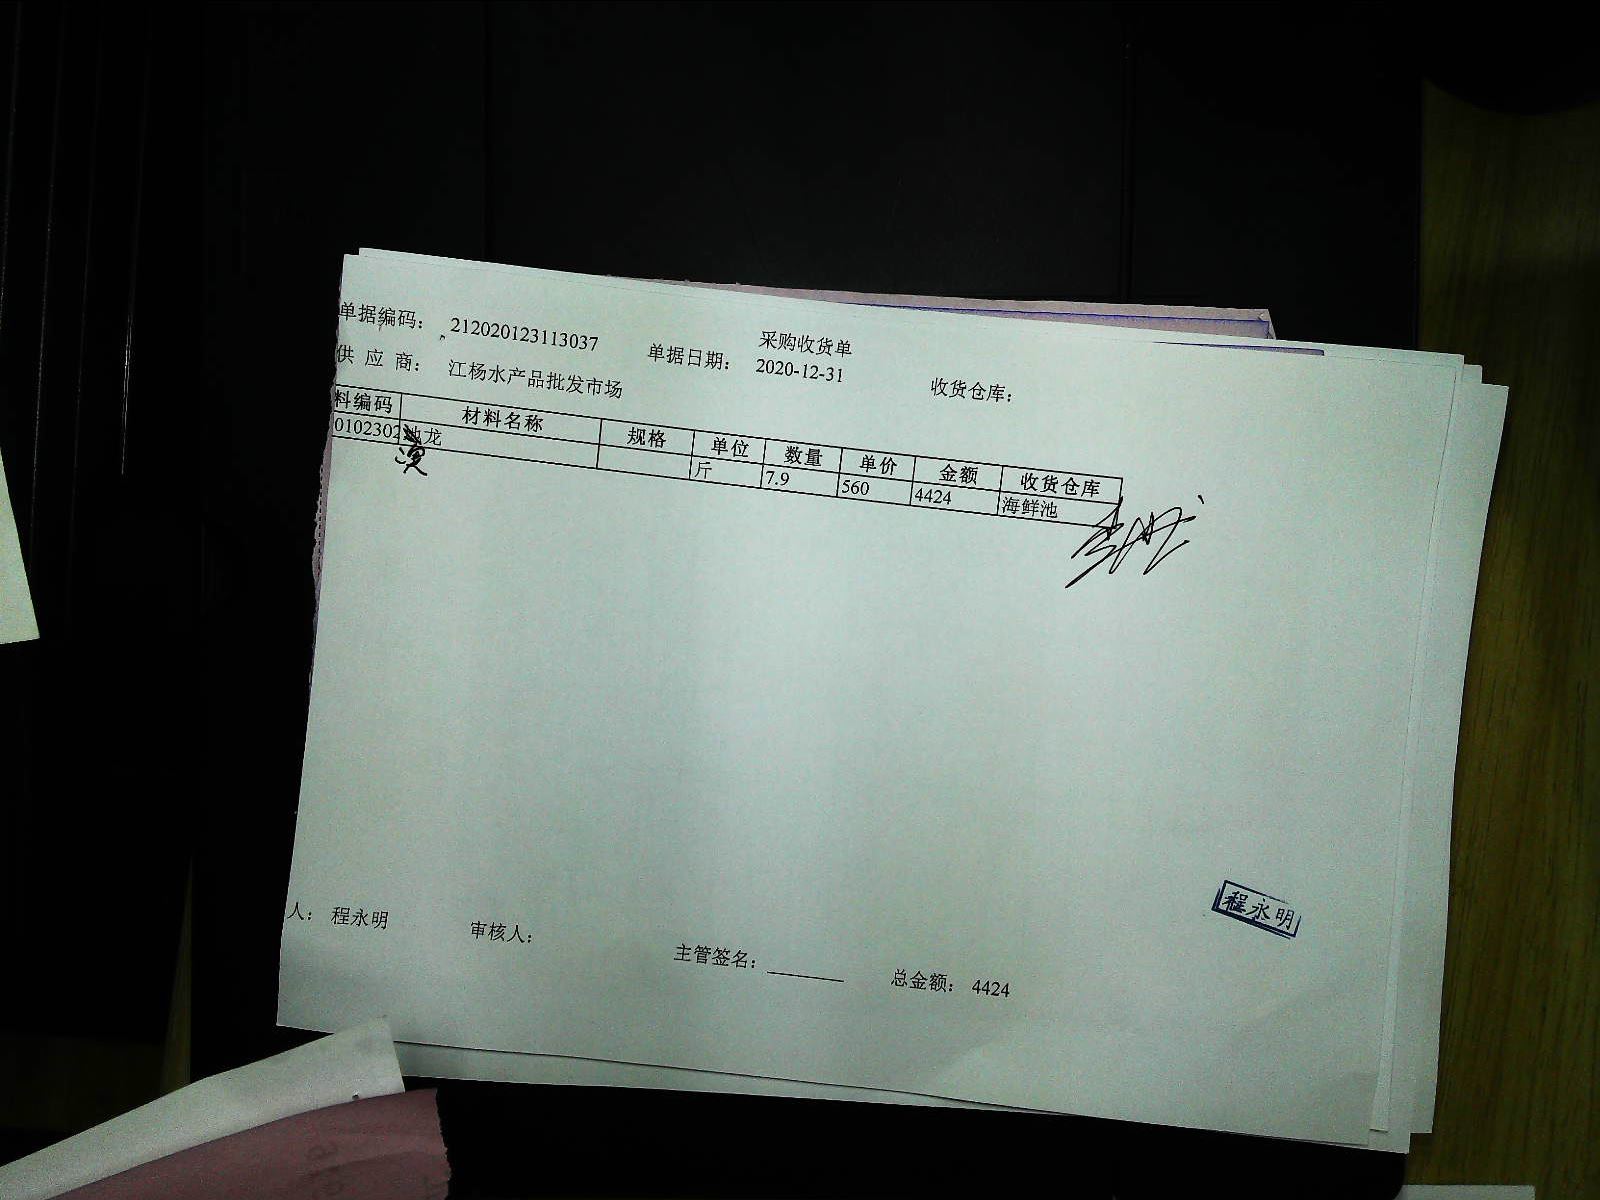 采购收货单
单据编码： 212020123113037 单据日期： 2020-12-31 收货仓库：
供 应 商： 江杨水产品批发市场
料编码 材料名称 规格 单位 数量 单价 金额 收货仓库
0102302 龙 斤 7.9 560 4424 海鲜池
澳
人： 程永明 审核人： 主管签名： 总金额： 4424
程永明